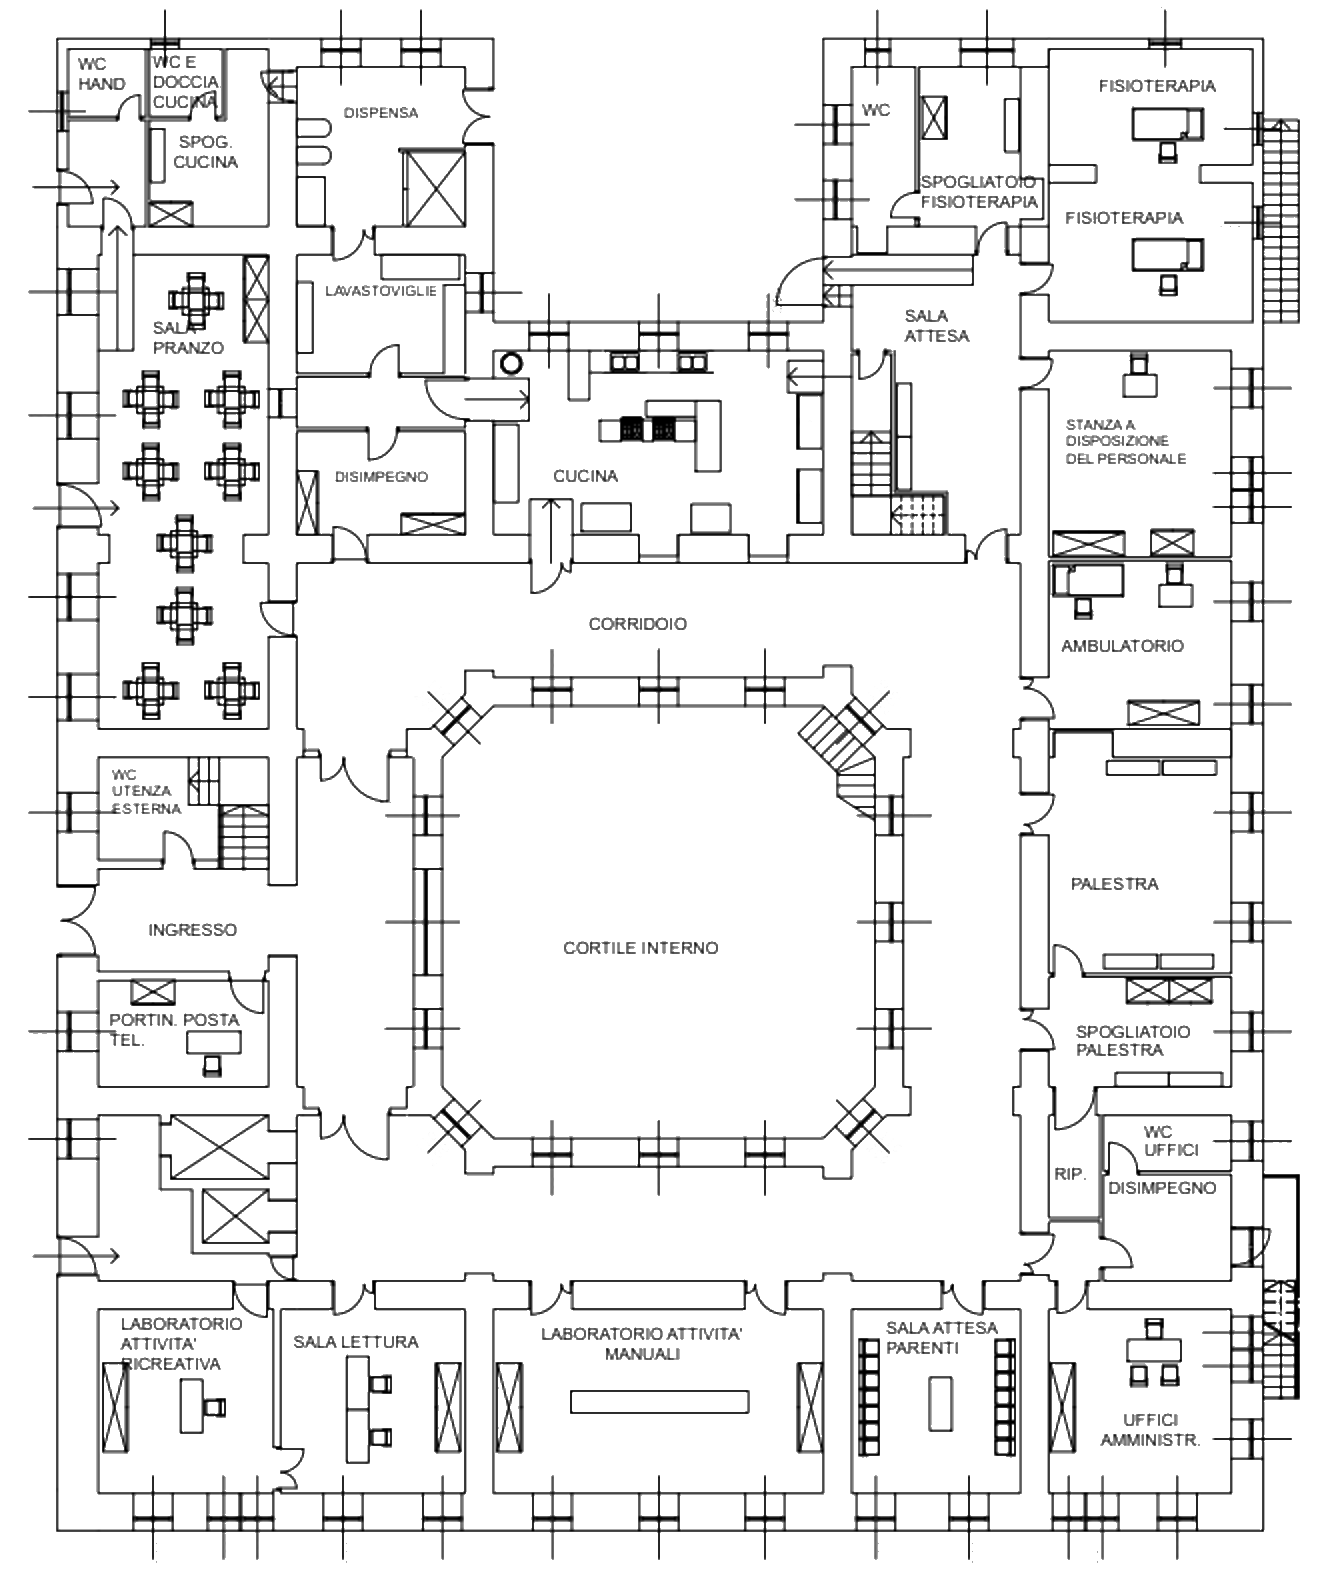 WC
HAND
WC E
DOCCIA
CUCINA
SPOG.
CUCINA
DISPENSA
WC
SPOGLIATOIO
FISIOTERAPIA
FISIOTERAPIA
FISIOTERAPIA
LAVASTOVIGLIE
SALA
PRANZO
SALA
ATTESA
STANZA A
DISPOSIZIONE
DEL PERSONALE
DISIMPEGNO
CUCINA
CORRIDOIO
AMBULATORIO
WC
UTENZA
ESTERNA
PALESTRA
INGRESSO
CORTILE INTERNO
PORTIN. POSTA
TEL.
SPOGLIATOIO
PALESTRA
WC
UFFICI
RIP.
DISIMPEGNO
LABORATORIO
ATTIVITA'
RICREATIVA
SALA LETTURA
LABORATORIO ATTIVITA'
MANUALI
SALA ATTESA
PARENTI
UFFICI
AMMINISTR.